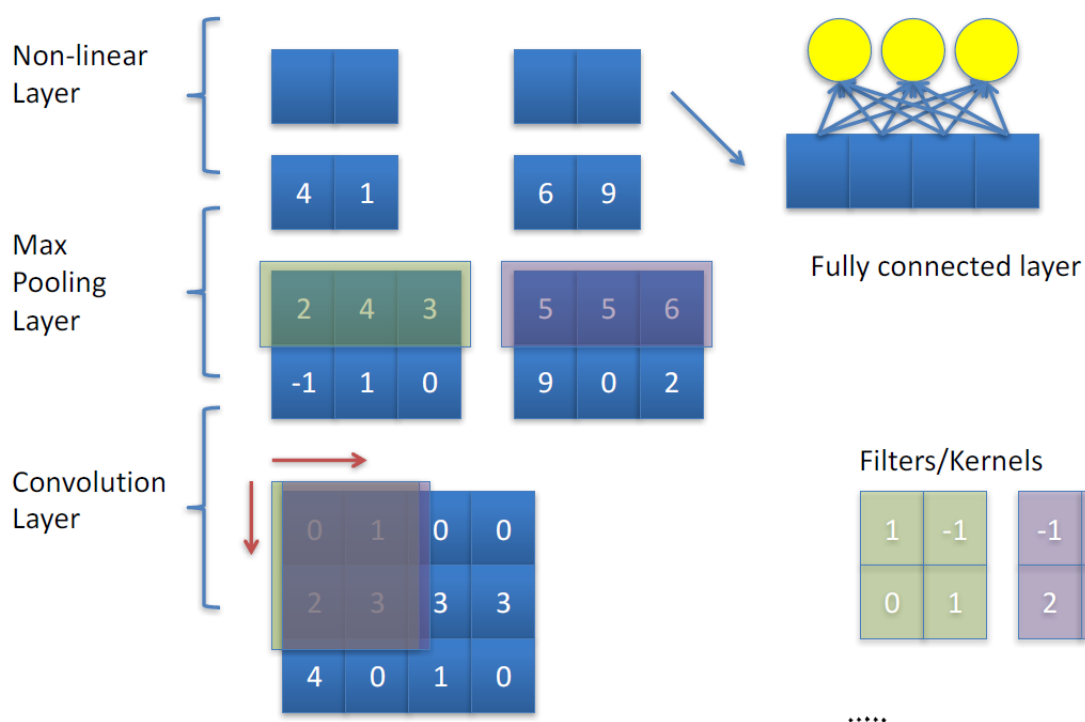 Non-linear
Layer
4 1
6 9
Max
Pooling
Layer
2 4 3
-1 1 0
5 5 6
9 0 2
Fully connected layer
Convolution
Layer
0 1 0 0
2 3 3 3
4 0 1 0
Filters/Kernels
1 -1
0 1
-1
2
.....